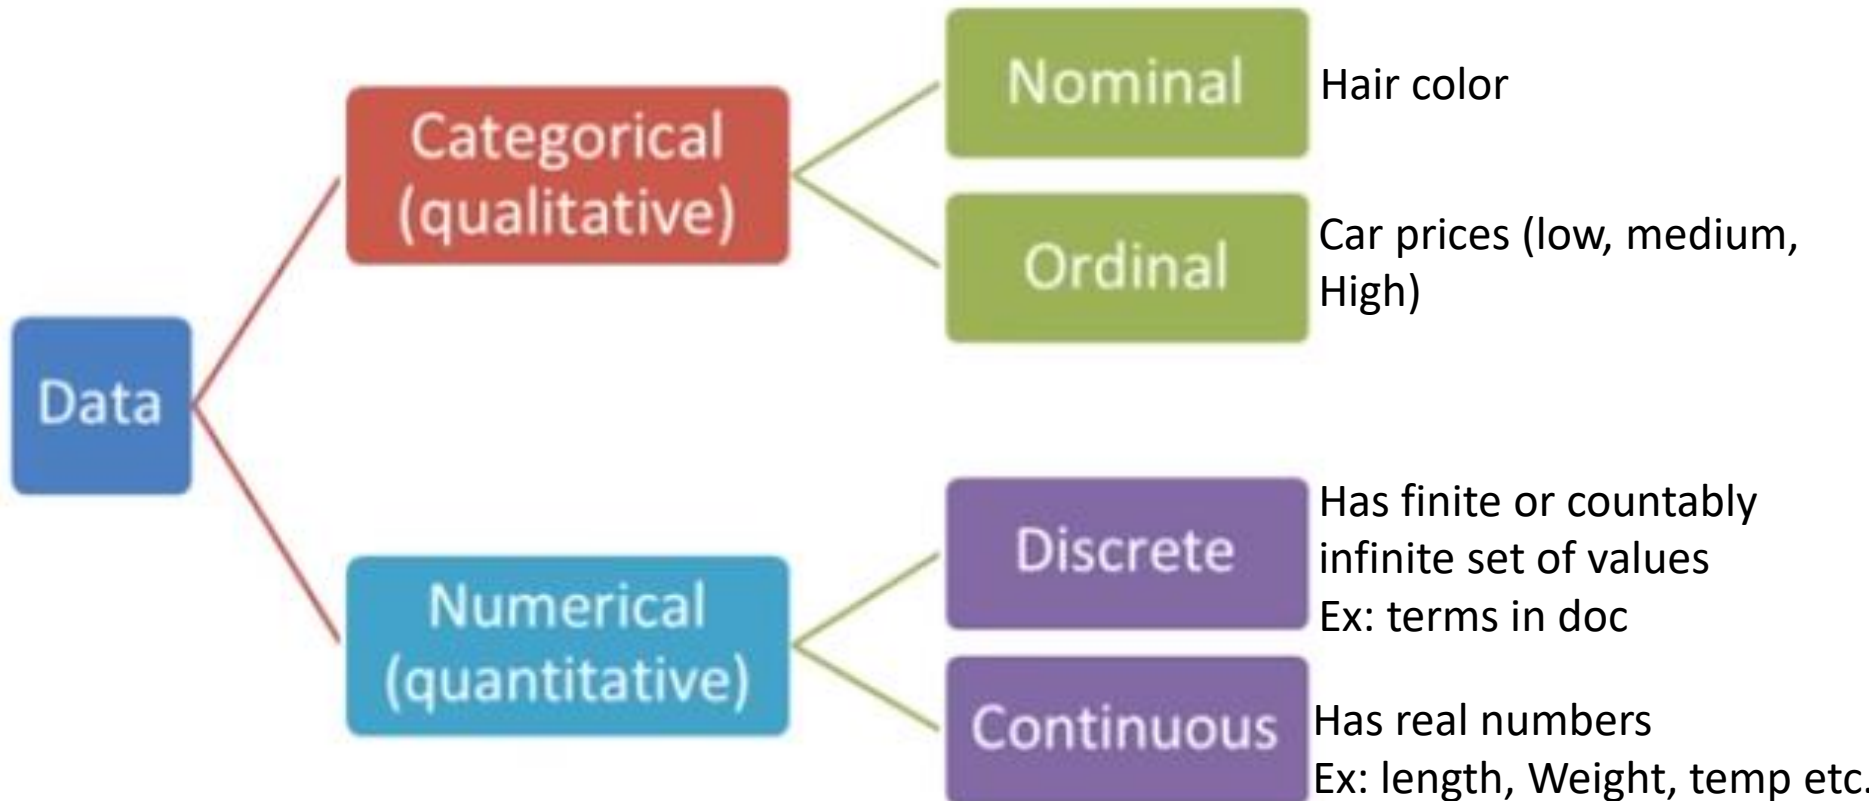 Data
Categorical
(qualitative)
Nominal
Hair color
Ordinal
Car prices (low, medium,
High)
Numerical
(quantitative)
Discrete
Has finite or countably
infinite set of values
Ex: terms in doc
Continuous
Has real numbers
Ex: length, Weight, temp etc.